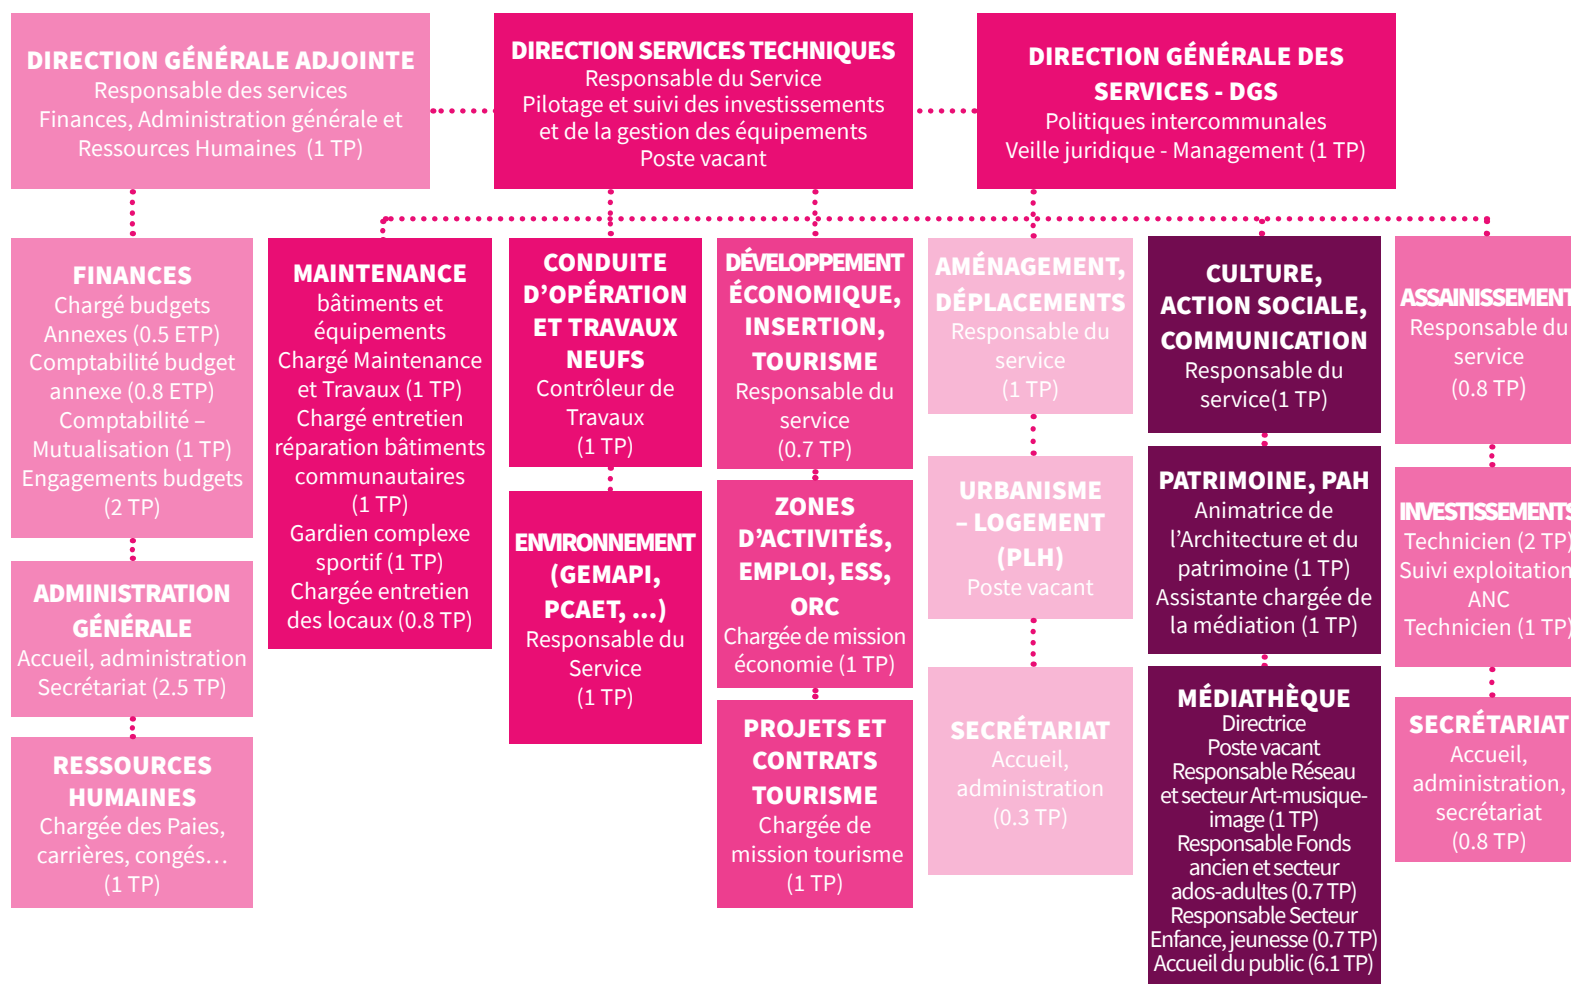 DIRECTION GÉNÉRALE ADJOINTE
Responsable des services
Finances, Administration générale et
Ressources Humaines (1 TP)
DIRECTION SERVICES TECHNIQUES
Responsable du Service
Pilotage et suivi des investissements
et de la gestion des équipements
Poste vacant
DIRECTION GÉNÉRALE DES
SERVICES - DGS
Politiques intercommunales
Veille juridique - Management (1 TP)
FINANCES
Chargé budgets
Annexes (0.5 ETP)
Comptabilité budget
annexe (0.8 ETP)
Comptabilité –
Mutualisation (1 TP)
Engagements budgets
(2 TP)
ADMINISTRATION
GÉNÉRALE
Accueil, administration
Secrétariat (2.5 TP)
RESSOURCES
HUMAINES
Chargée des Paies,
carrières, congés...
(1 TP)
MAINTENANCE
bâtiments et
équipements
Chargé Maintenance
et Travaux (1 TP)
Chargé entretien
réparation bâtiments
communautaires
(1 TP)
Gardien complexe
sportif (1 TP)
Chargée entretien
des locaux (0.8 TP)
CONDUITE
D’OPÉRATION
ET TRAVAUX
NEUFS
Contrôleur de
Travaux
(1 TP)
ENVIRONNEMENT
(GEMAPI,
PCAET, ...)
Responsable du
Service
(1 TP)
DÉVELOPPEMENT
ÉCONOMIQUE,
INSERTION,
TOURISME
Responsable du
service
(0.7 TP)
ZONES
D’ACTIVITÉS,
EMPLOI, ESS,
ORC
Chargée de mission
économie (1 TP)
PROJETS ET
CONTRATS
TOURISME
Chargée de
mission tourisme
(1 TP)
AMÉNAGEMENT,
DÉPLACEMENTS
Responsable du
service
(1 TP)
URBANISME
– LOGEMENT
(PLH)
Poste vacant
SECRÉTARIAT
Accueil,
administration
(0.3 TP)
CULTURE,
ACTION SOCIALE,
COMMUNICATION
Responsable du
service(1 TP)
PATRIMOINE, PAH
Animatrice de
l’Architecture et du
patrimoine (1 TP)
Assistante chargée de
la médiation (1 TP)
MÉDIATHÈQUE
Directrice
Poste vacant
Responsable Réseau
et secteur Art-musique-
image (1 TP)
Responsable Fonds
ancien et secteur
ados-adultes (0.7 TP)
Responsable Secteur
Enfance, jeunesse (0.7 TP)
Accueil du public (6.1 TP)
ASSAINISSEMENT
Responsable du
service
(0.8 TP)
INVESTISSEMENTS
Technicien (2 TP)
Suivi exploitation
ANC
Technicien (1 TP)
SECRÉTARIAT
Accueil,
administration,
secrétariat
(0.8 TP)